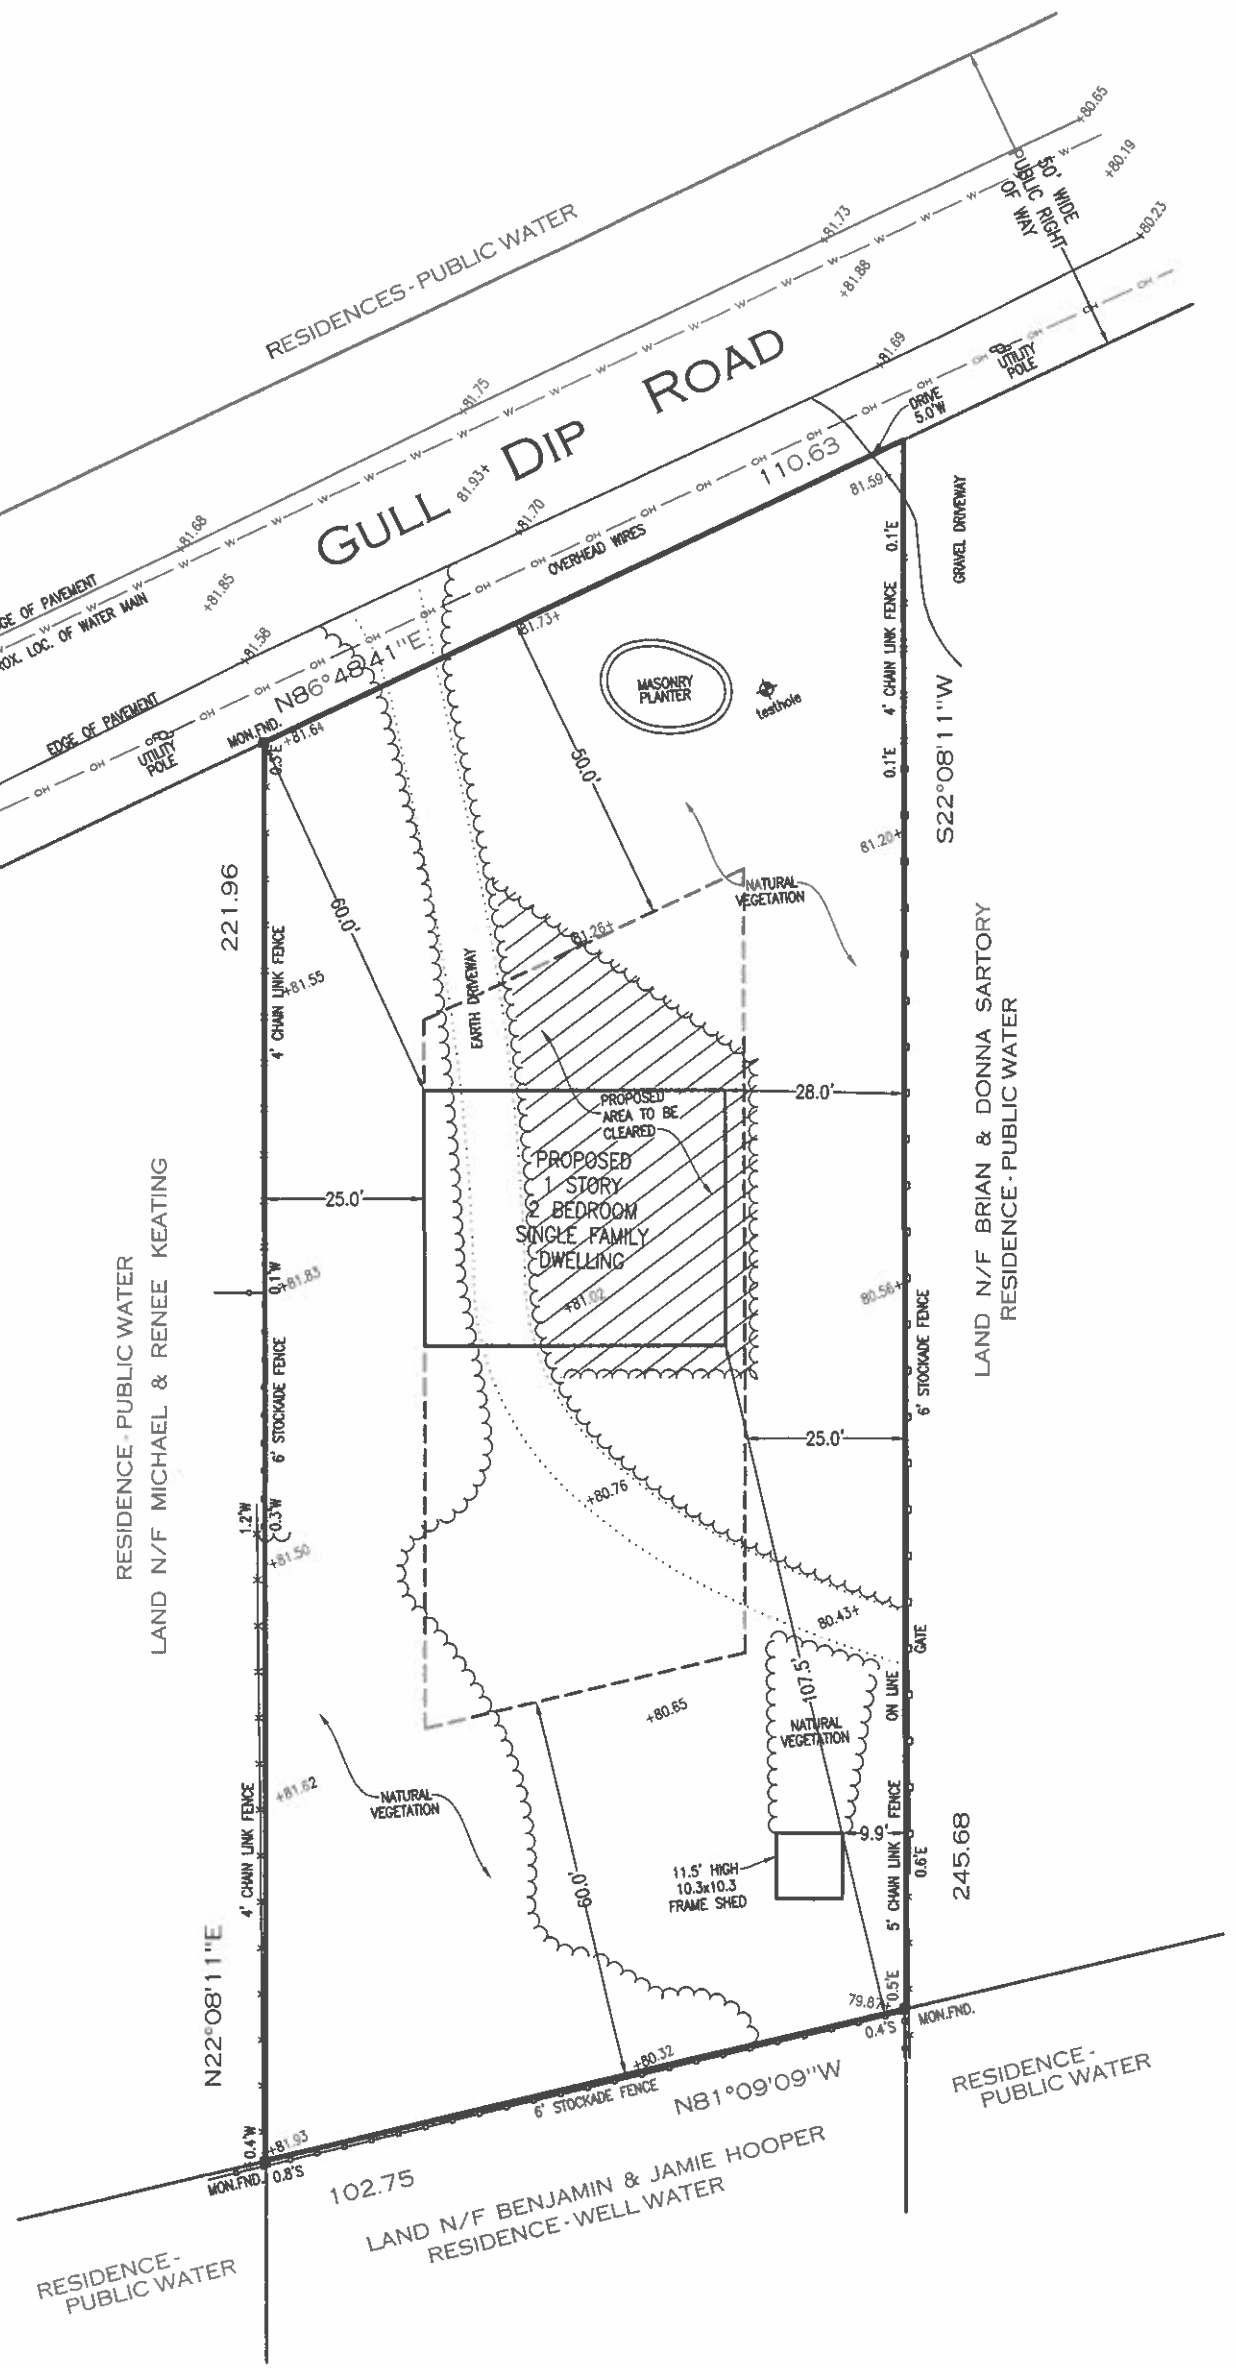 RESIDENCES - PUBLIC WATER
50' WIDE
PUBLIC RIGHT
OF WAY
+80.65
+80.19
+80.23
+81.73
+81.88
+81.69
+81.75
81.93+
+81.70
+81.68
+81.85
+81.58
GULL DIP ROAD
GE OF PAVEMENT
ROX. LOC. OF WATER MAIN
EDGE OF PAVEMENT
UTILITY
POLE
UTILITY
POLE
DRIVE
5.0'W
OVERHEAD WIRES
N86°48'41"E
110.63
MON.FND.
+81.64
0.5'E
81.73+
81.59+
0.1'E
GRAVEL DRIVEWAY
4' CHAIN LINK FENCE
0.1'E
S22°08'11"W
MASONRY
PLANTER
testhole
50.0'
60.0'
81.20+
221.96
4' CHAIN LINK FENCE
+81.55
NATURAL
VEGETATION
81.26+
EARTH DRIVEWAY
LAND N/F BRIAN & DONNA SARTORY
RESIDENCE - PUBLIC WATER
PROPOSED
AREA TO BE
CLEARED
28.0'
PROPOSED
1 STORY
2 BEDROOM
SINGLE FAMILY
DWELLING
+81.02
25.0'
RESIDENCE - PUBLIC WATER
LAND N/F MICHAEL & RENEE KEATING
0.1'W
+81.83
80.56+
6' STOCKADE FENCE
6' STOCKADE FENCE
25.0'
1.2'W
0.3'W
+81.50
+80.76
80.43+
GATE
ON LINE
107.5'
+80.65
NATURAL
VEGETATION
+81.62
NATURAL
VEGETATION
4' CHAIN LINK FENCE
60.0'
11.5' HIGH
10.3x10.3
FRAME SHED
9.9'
5' CHAIN LINK FENCE
0.6'E
245.68
N22°08'11"E
0.5'E
79.87+
0.4'S
MON.FND.
+80.32
6' STOCKADE FENCE
N81°09'09"W
RESIDENCE -
PUBLIC WATER
0.4'W
+81.93
MON.FND.
0.8'S
102.75
LAND N/F BENJAMIN & JAMIE HOOPER
RESIDENCE - WELL WATER
RESIDENCE -
PUBLIC WATER